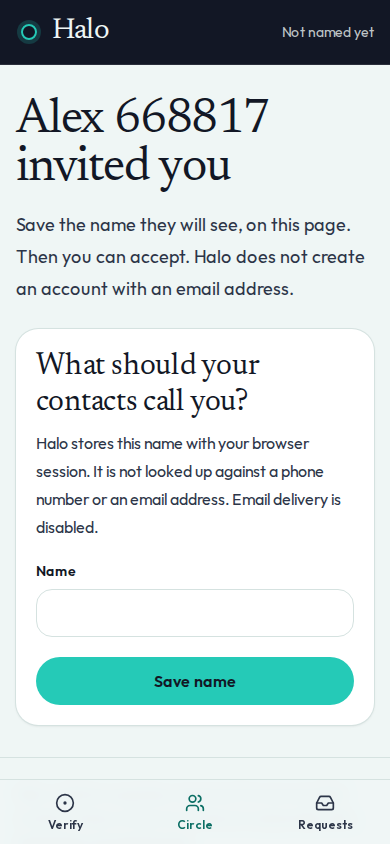 Halo
Not named yet
Alex 668817
invited you
Save the name they will see, on this page.
Then you can accept. Halo does not create
an account with an email address.
What should your
contacts call you?
Halo stores this name with your browser
session. It is not looked up against a phone
number or an email address. Email delivery is
disabled.
Name
Save name
Verify
Circle
Requests